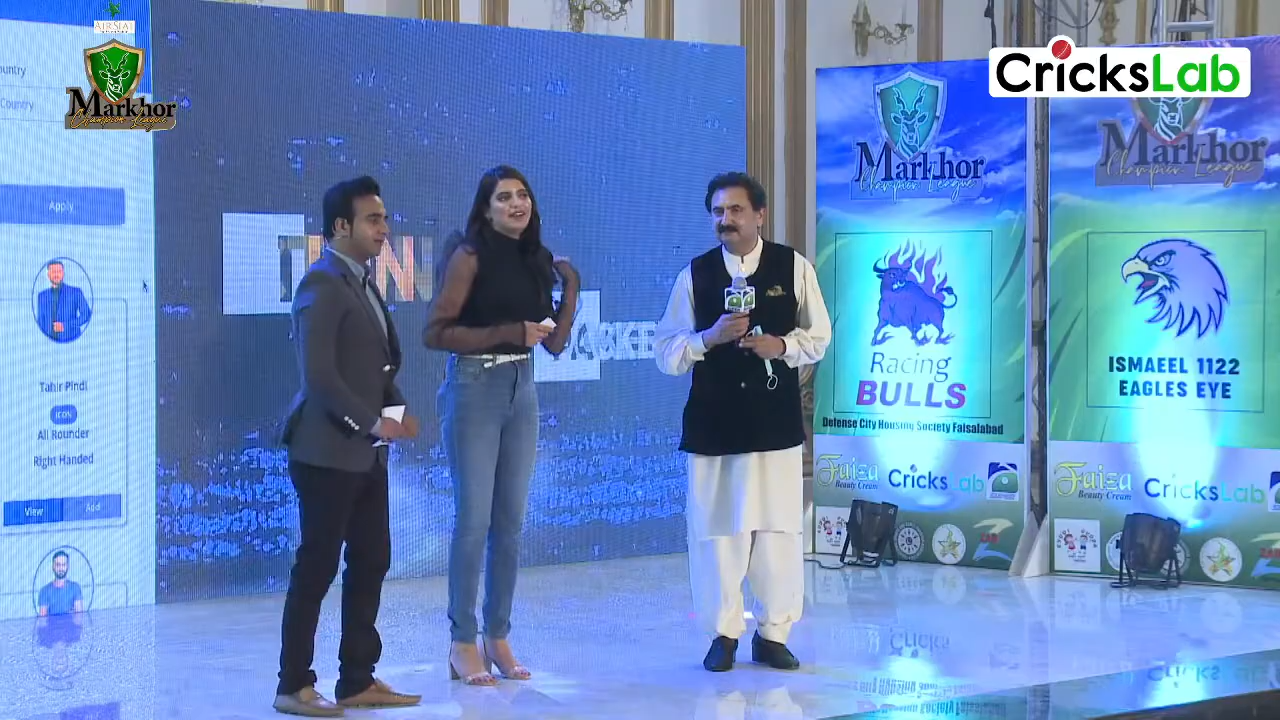 AIRSIAL
Markhor
Champion League
Country
Country
Apply
Tahir Pindi
ICON
All Rounder
Right Handed
View
Add
CricksLab
Markhor
Champion League
Racing
BULLS
Defense City Housing Society Faisalabad
Faiza
Beauty Cream
CricksLab
Markhor
Champion League
ISMAEEL 1122
EAGLES EYE
Faiza
Beauty Cream
CricksLab